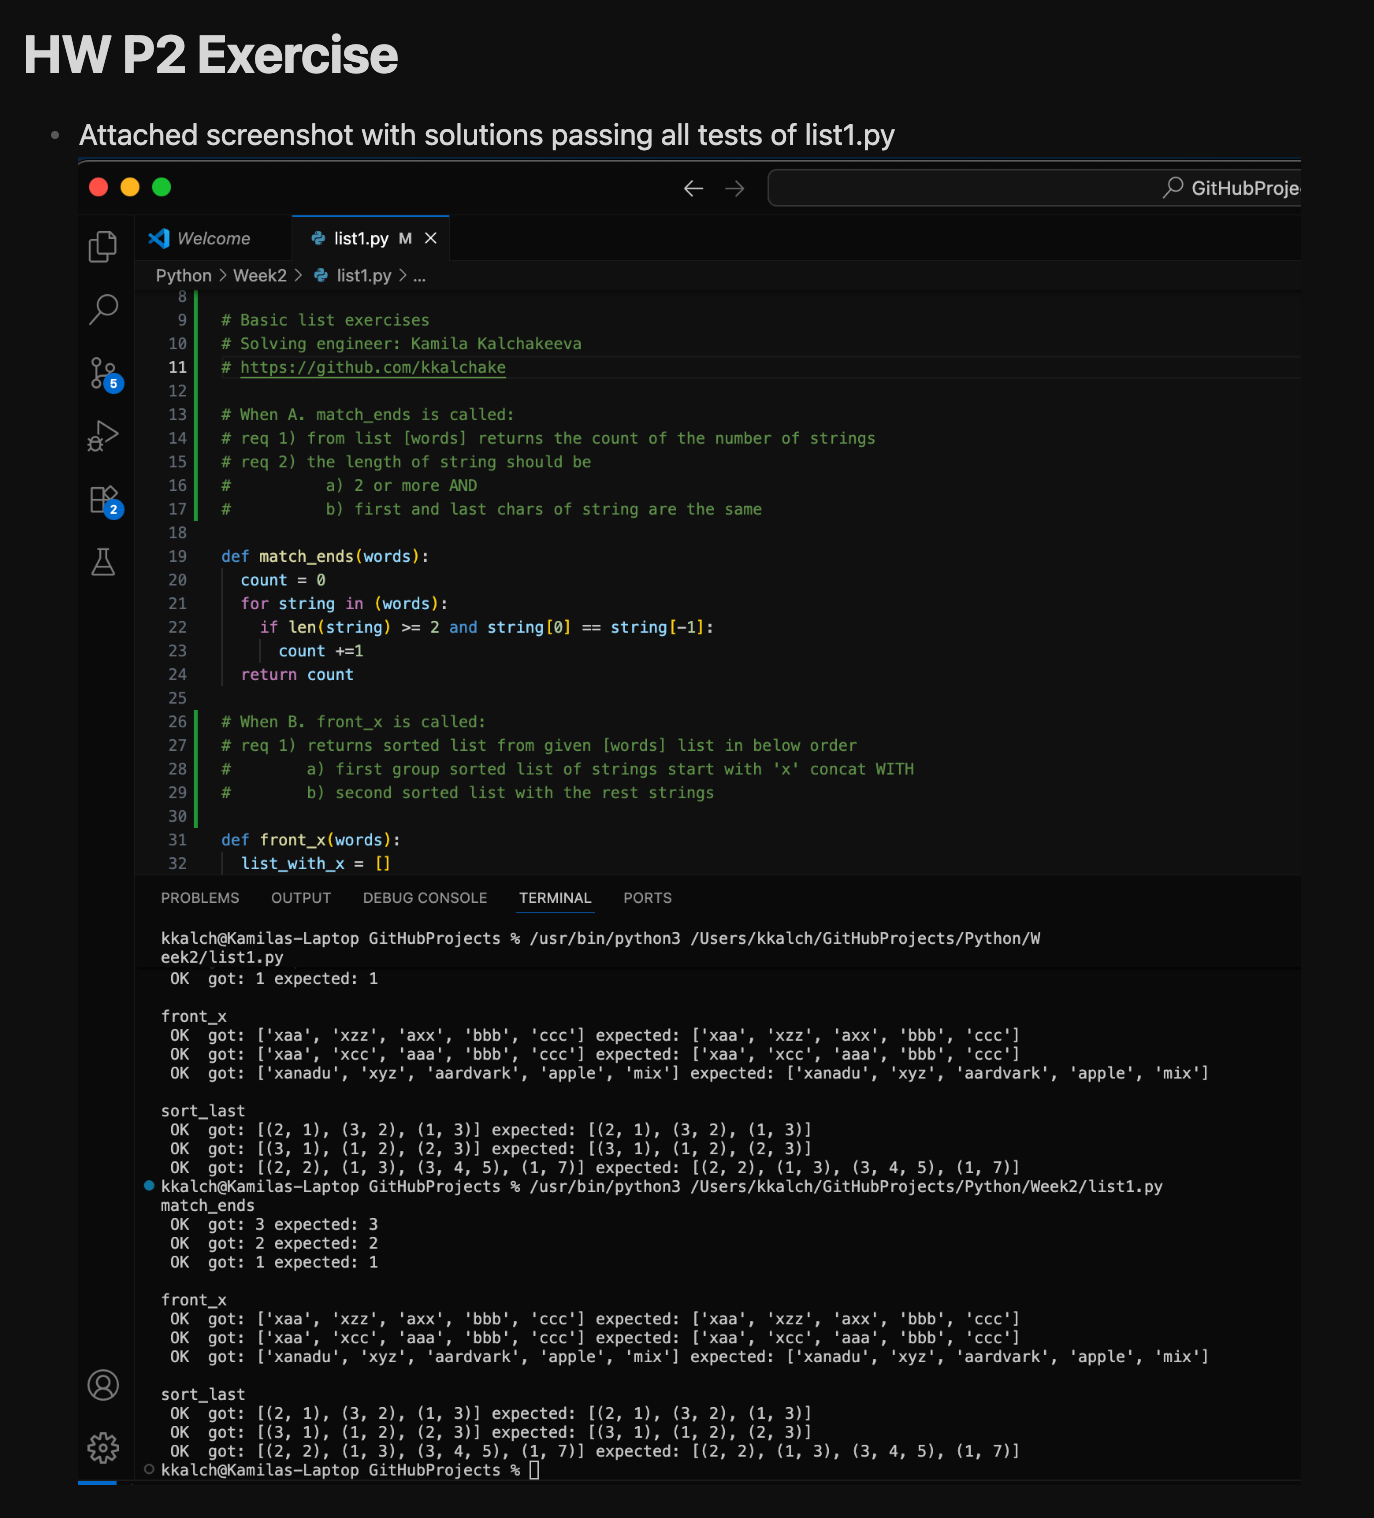 HW P2 Exercise
• Attached screenshot with solutions passing all tests of list1.py
GitHubProje
Welcome
list1.py M
Python > Week2 > list1.py > ...
5
2
8
9 # Basic list exercises
10 # Solving engineer: Kamila Kalchakeeva
11 # https://github.com/kkalchake
12
13 # When A. match_ends is called:
14 # req 1) from list [words] returns the count of the number of strings
15 # req 2) the length of string should be
16 #          a) 2 or more AND
17 #          b) first and last chars of string are the same
18
19 def match_ends(words):
20   count = 0
21   for string in (words):
22     if len(string) >= 2 and string[0] == string[-1]:
23       count +=1
24   return count
25
26 # When B. front_x is called:
27 # req 1) returns sorted list from given [words] list in below order
28 #        a) first group sorted list of strings start with 'x' concat WITH
29 #        b) second sorted list with the rest strings
30
31 def front_x(words):
32   list_with_x = []
PROBLEMS OUTPUT DEBUG CONSOLE TERMINAL PORTS
kkalch@Kamilas-Laptop GitHubProjects % /usr/bin/python3 /Users/kkalch/GitHubProjects/Python/W
eek2/list1.py
OK  got: 1 expected: 1
front_x
OK  got: ['xaa', 'xzz', 'axx', 'bbb', 'ccc'] expected: ['xaa', 'xzz', 'axx', 'bbb', 'ccc']
OK  got: ['xaa', 'xcc', 'aaa', 'bbb', 'ccc'] expected: ['xaa', 'xcc', 'aaa', 'bbb', 'ccc']
OK  got: ['xanadu', 'xyz', 'aardvark', 'apple', 'mix'] expected: ['xanadu', 'xyz', 'aardvark', 'apple', 'mix']
sort_last
OK  got: [(2, 1), (3, 2), (1, 3)] expected: [(2, 1), (3, 2), (1, 3)]
OK  got: [(3, 1), (1, 2), (2, 3)] expected: [(3, 1), (1, 2), (2, 3)]
OK  got: [(2, 2), (1, 3), (3, 4, 5), (1, 7)] expected: [(2, 2), (1, 3), (3, 4, 5), (1, 7)]
kkalch@Kamilas-Laptop GitHubProjects % /usr/bin/python3 /Users/kkalch/GitHubProjects/Python/Week2/list1.py
match_ends
OK  got: 3 expected: 3
OK  got: 2 expected: 2
OK  got: 1 expected: 1
front_x
OK  got: ['xaa', 'xzz', 'axx', 'bbb', 'ccc'] expected: ['xaa', 'xzz', 'axx', 'bbb', 'ccc']
OK  got: ['xaa', 'xcc', 'aaa', 'bbb', 'ccc'] expected: ['xaa', 'xcc', 'aaa', 'bbb', 'ccc']
OK  got: ['xanadu', 'xyz', 'aardvark', 'apple', 'mix'] expected: ['xanadu', 'xyz', 'aardvark', 'apple', 'mix']
sort_last
OK  got: [(2, 1), (3, 2), (1, 3)] expected: [(2, 1), (3, 2), (1, 3)]
OK  got: [(3, 1), (1, 2), (2, 3)] expected: [(3, 1), (1, 2), (2, 3)]
OK  got: [(2, 2), (1, 3), (3, 4, 5), (1, 7)] expected: [(2, 2), (1, 3), (3, 4, 5), (1, 7)]
kkalch@Kamilas-Laptop GitHubProjects %